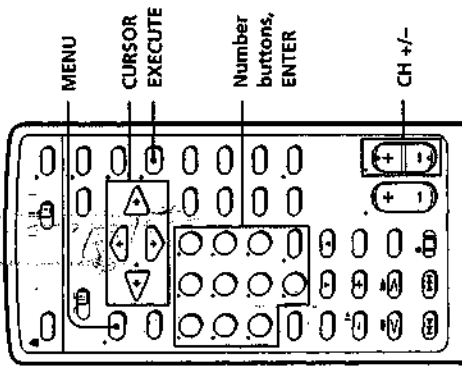 MENU
CURSOR
EXECUTE
Number
buttons,
ENTER
CH +/–
+
+